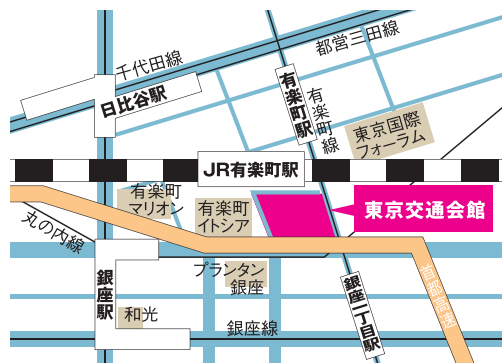 千代田線
都営三田線
日比谷駅
有楽町駅
有楽町線
東京国際
フォーラム
JR有楽町駅
有楽町
マリオン
有楽町
イトシア
東京交通会館
丸の内線
プランタン
銀座
銀座駅
和光
銀座線
銀座一丁目駅
首都高速